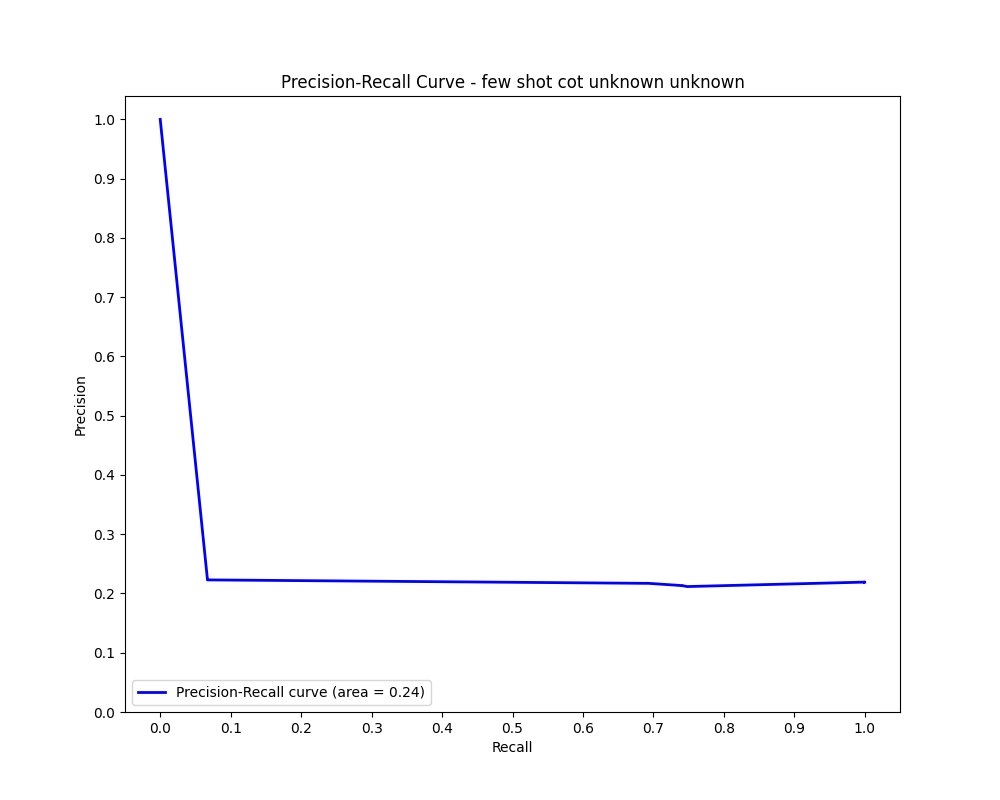 Precision-Recall Curve - few shot cot unknown unknown
1.0
0.9
0.8
0.7
0.6
0.5
0.4
0.3
0.2
0.1
0.0
Precision
Precision-Recall curve (area = 0.24)
0.0 0.1 0.2 0.3 0.4 0.5 0.6 0.7 0.8 0.9 1.0
Recall